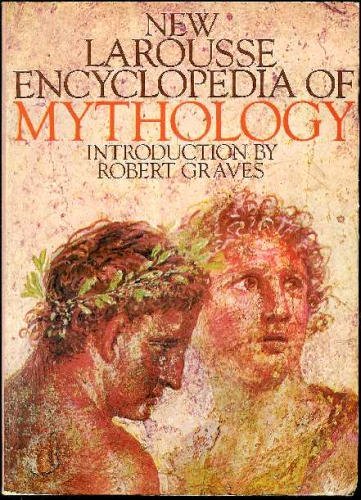 NEW
LAROUSSE
ENCYCLOPEDIA OF
MYTHOLOGY
INTRODUCTION BY
ROBERT GRAVES